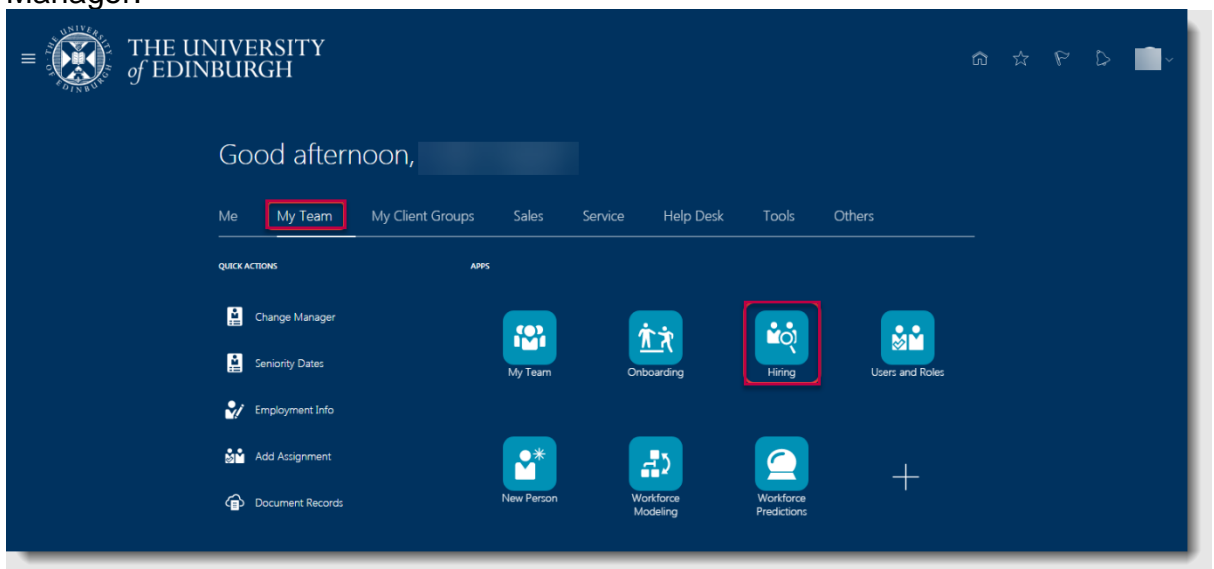 Manager.
THE UNIVERSITY
of EDINBURGH
Good afternoon,
Me My Team My Client Groups Sales Service Help Desk Tools Others
QUICK ACTIONS
APPS
Change Manager
Seniority Dates
Employment Info
Add Assignment
Document Records
My Team
Onboarding
Hiring
Users and Roles
New Person
Workforce
Modeling
Workforce
Predictions